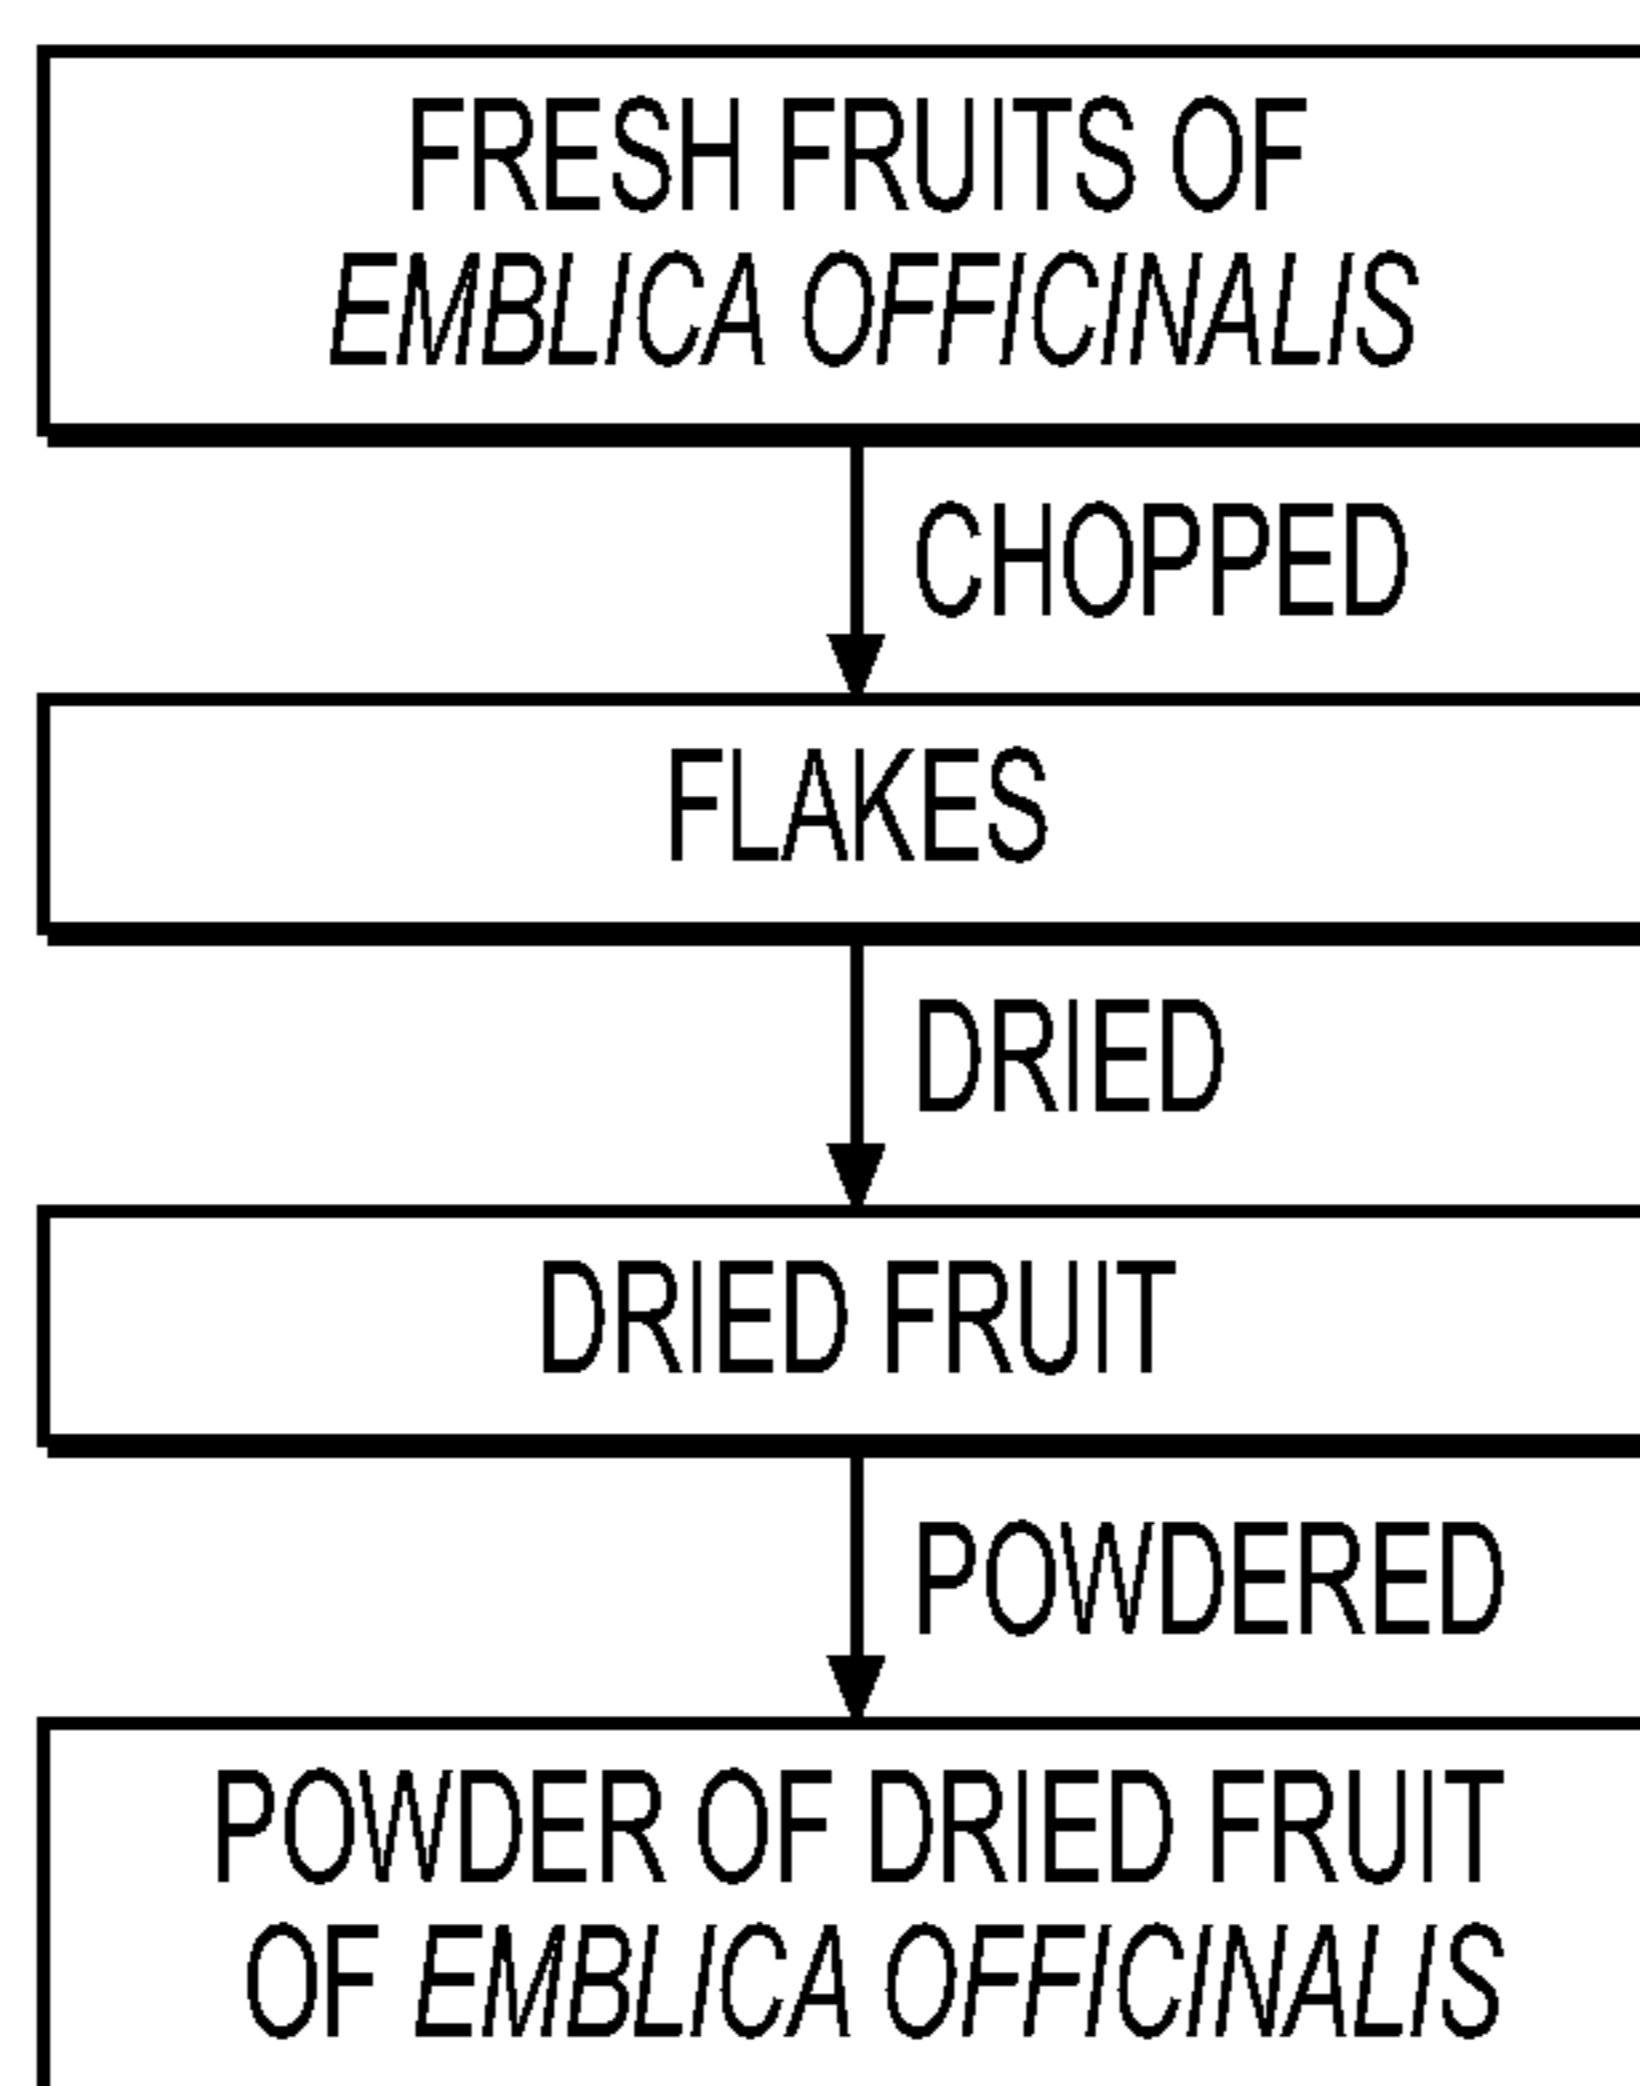 FRESH FRUITS OF
EMBLICA OFFICINALIS
CHOPPED
FLAKES
DRIED
DRIED FRUIT
POWDERED
POWDER OF DRIED FRUIT
OF EMBLICA OFFICINALIS